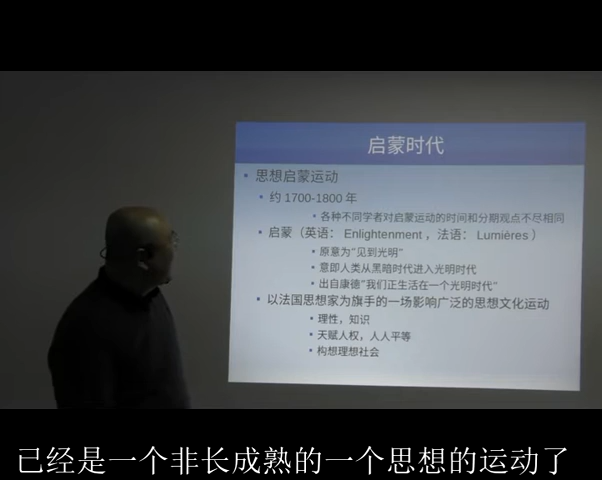 启蒙时代
思想启蒙运动
约 1700-1800 年
各种不同学者对启蒙运动的时间和分期观点不尽相同
启蒙（英语： Enlightenment ，法语： Lumières ）
原意为“见到光明”
意即人类从黑暗时代进入光明时代
出自康德“我们正生活在一个光明时代”
以法国思想家为旗手的一场影响广泛的思想文化运动
理性，知识
天赋人权，人人平等
构想理想社会
已经是一个非长成熟的一个思想的运动了